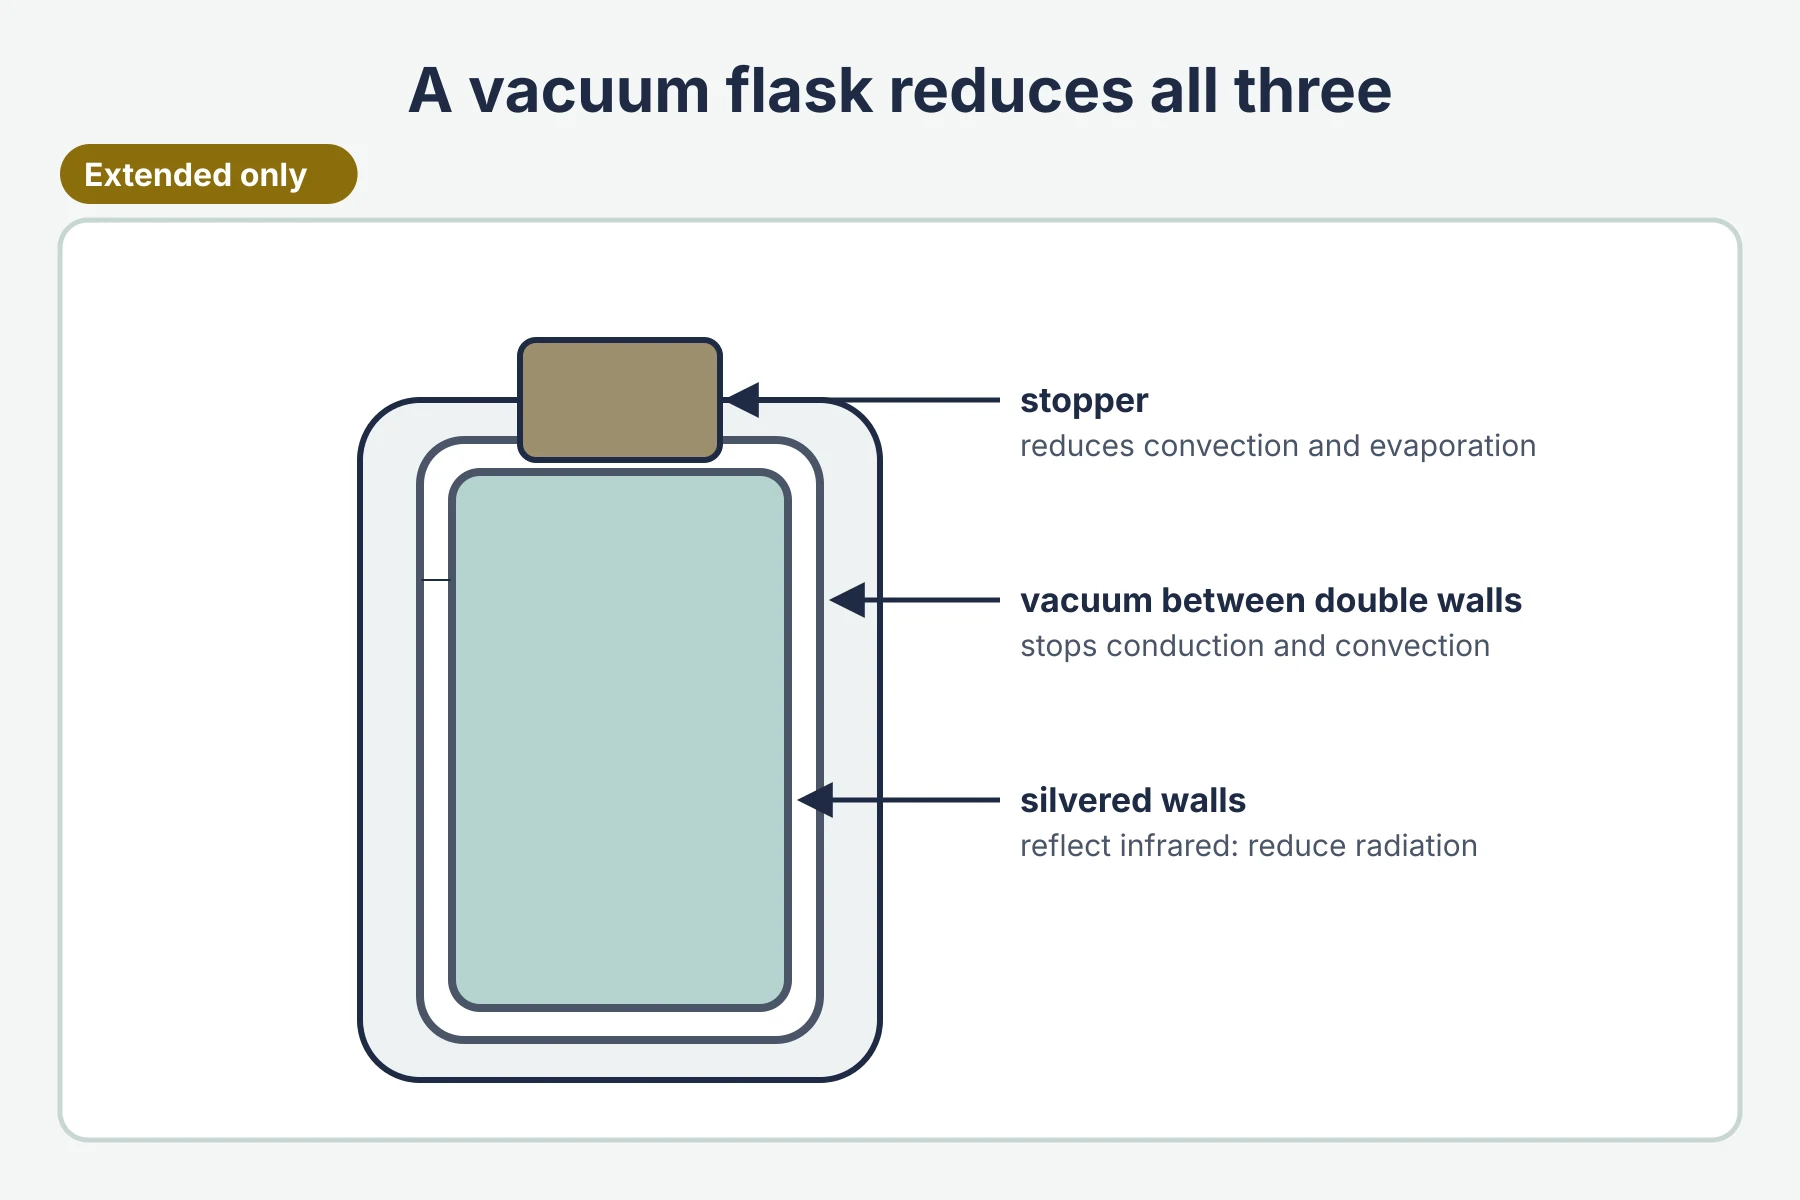 A vacuum flask reduces all three
Extended only
stopper
reduces convection and evaporation
vacuum between double walls
stops conduction and convection
silvered walls
reflect infrared: reduce radiation